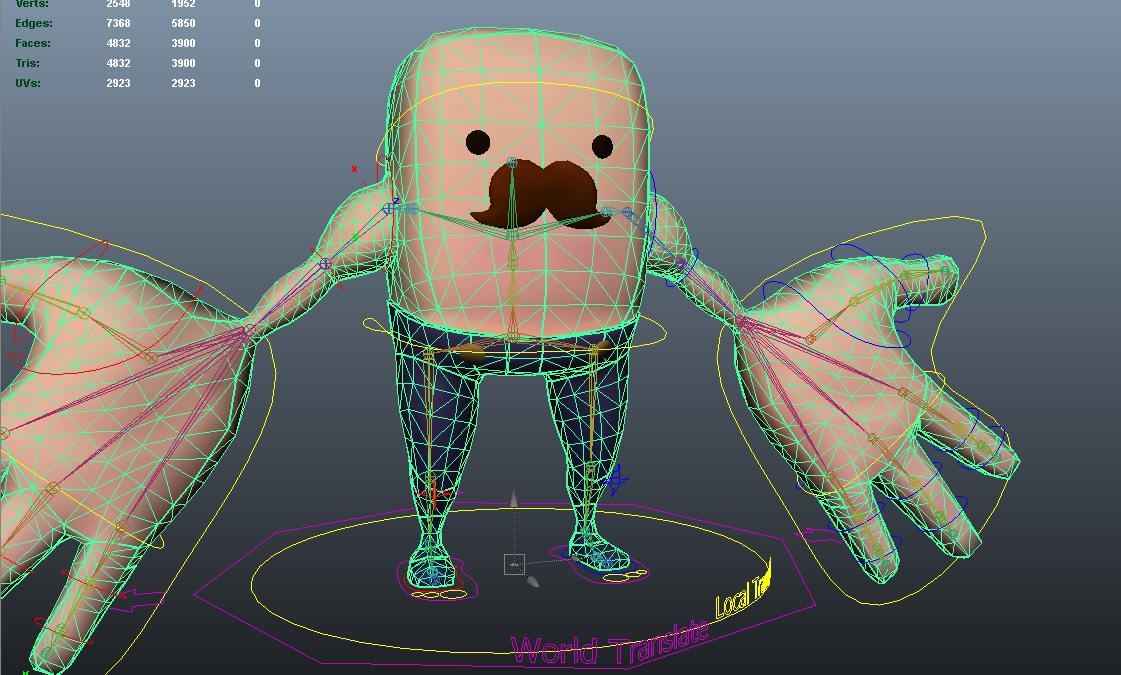 Verts: 2548 1952 0
Edges: 7368 5850 0
Faces: 4832 3900 0
Tris: 4832 3900 0
UVs: 2923 2923 0
x
z
Local
World Translate